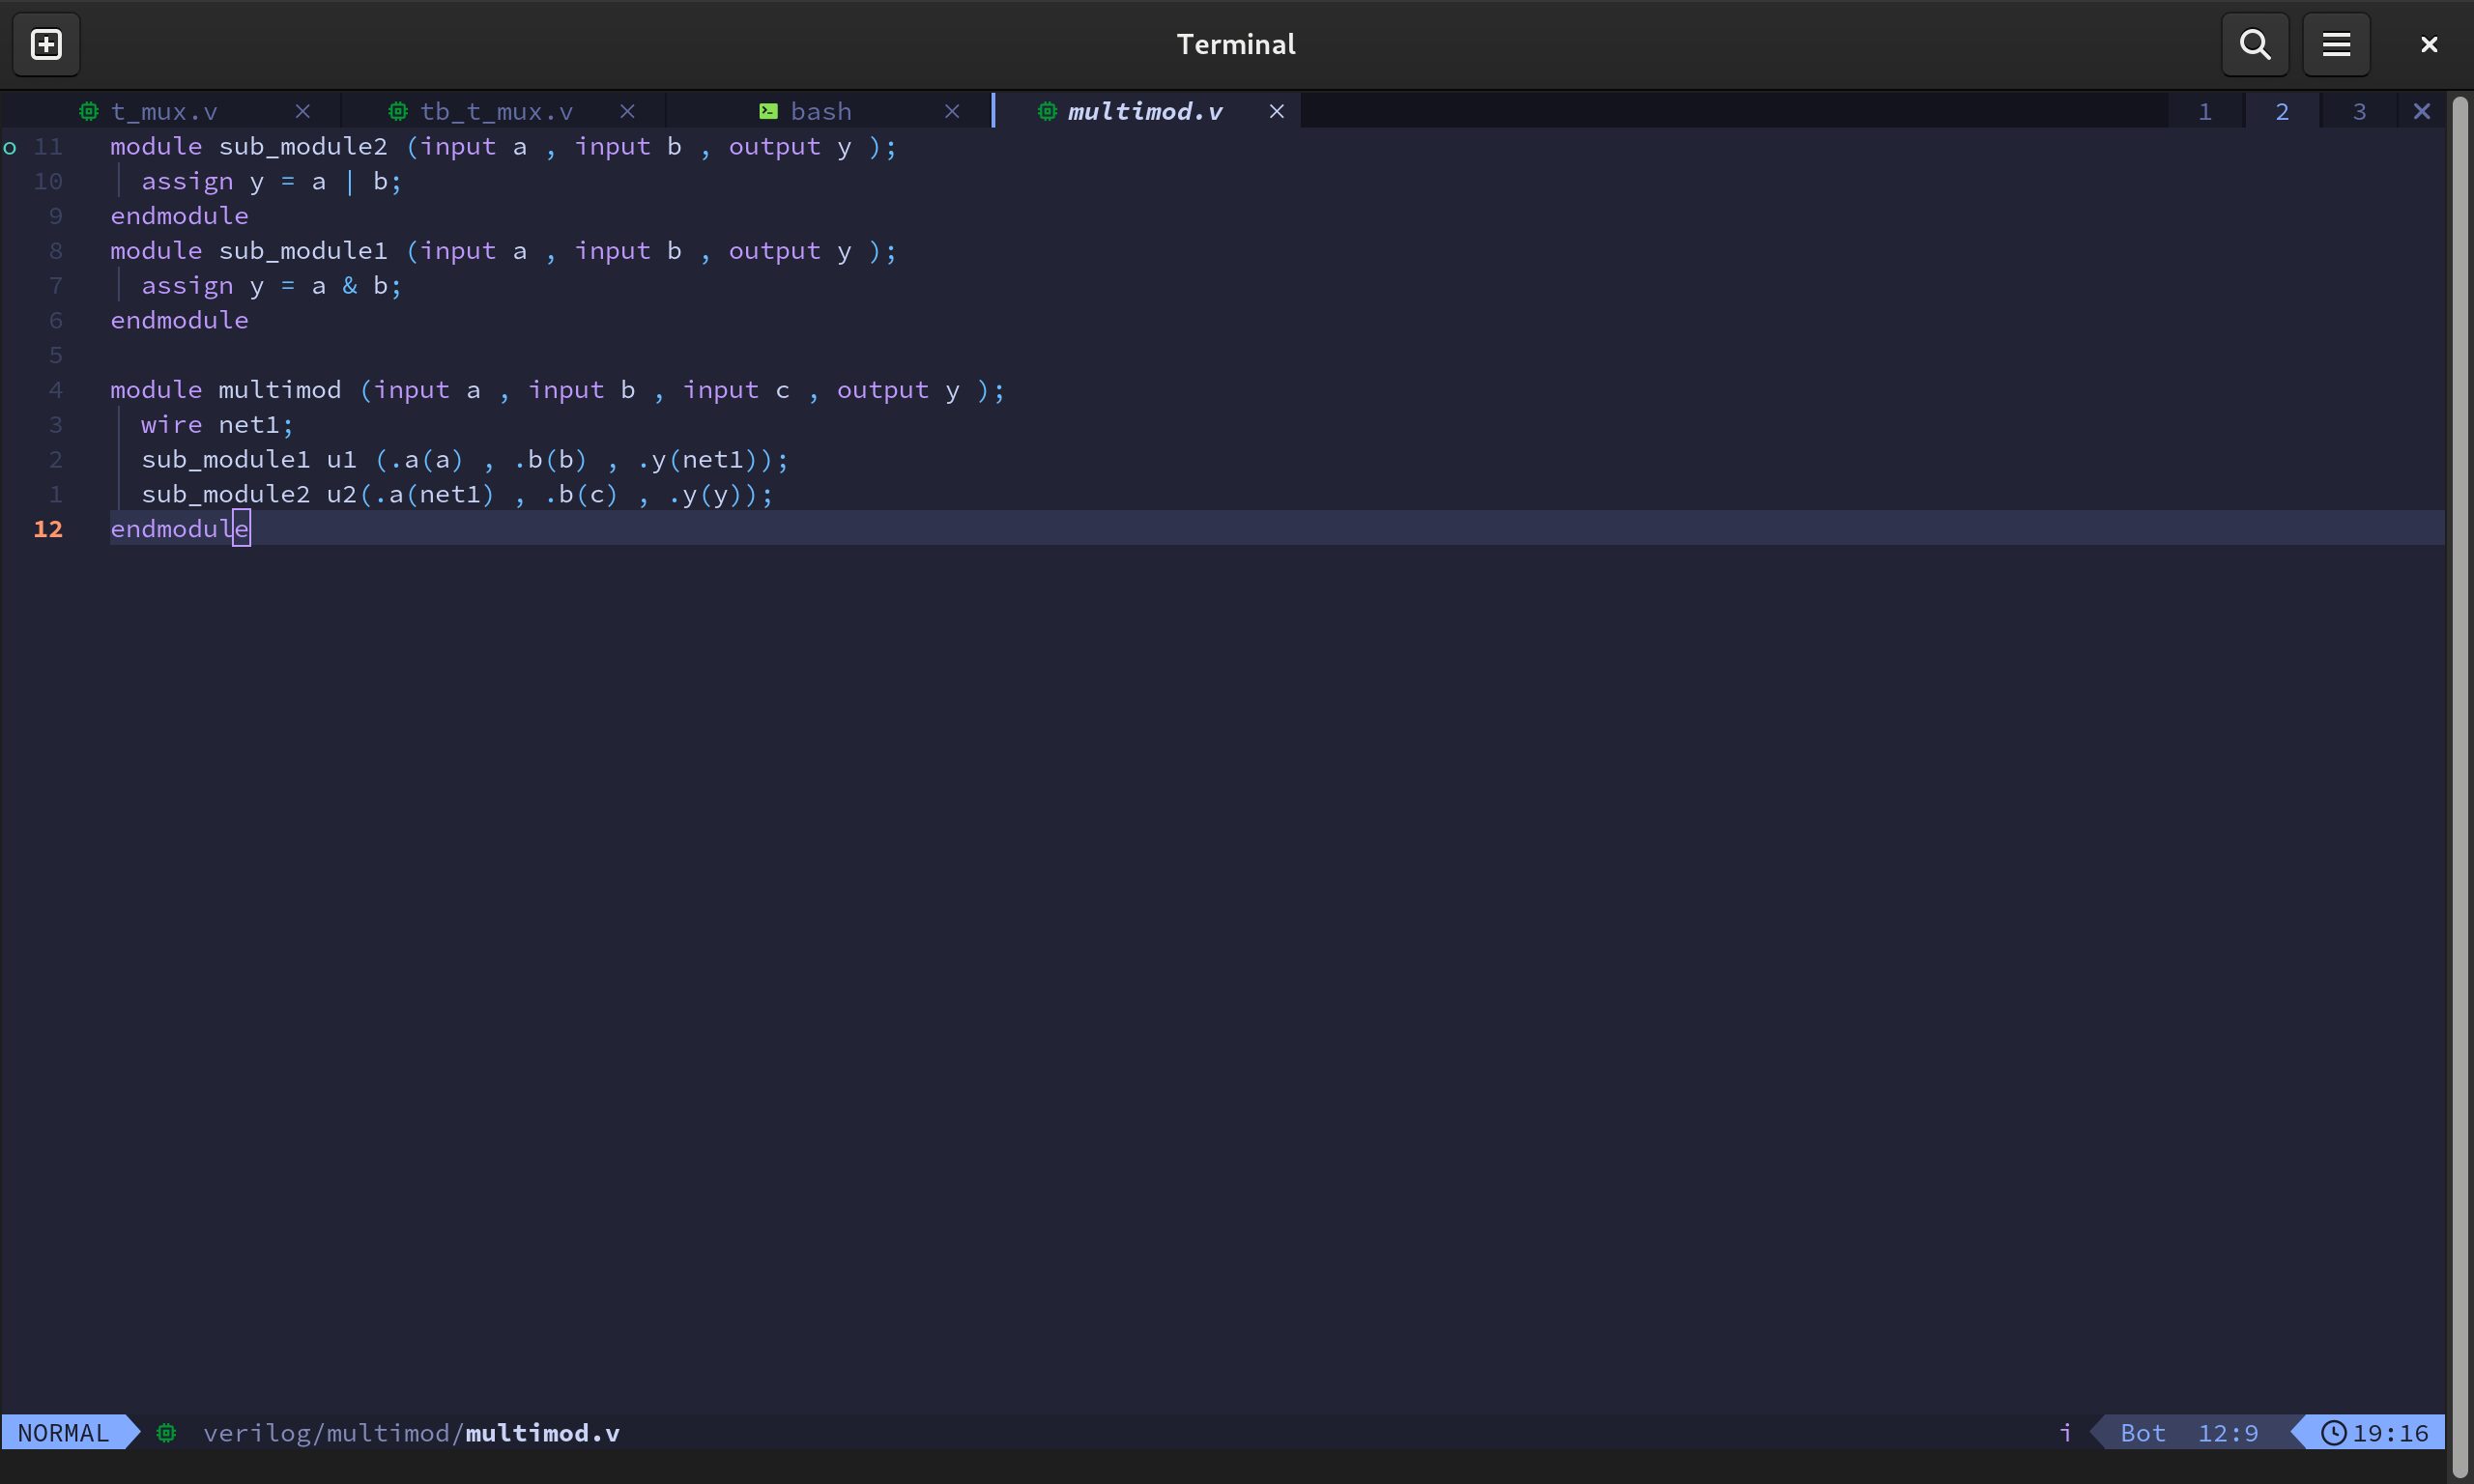 Terminal
t_mux.v tb_t_mux.v bash multimod.v 1 2 3
11 module sub_module2 (input a , input b , output y );
10 assign y = a | b;
9 endmodule
8 module sub_module1 (input a , input b , output y );
7 assign y = a & b;
6 endmodule
5
4 module multimod (input a , input b , input c , output y );
3 wire net1;
2 sub_module1 u1 (.a(a) , .b(b) , .y(net1));
1 sub_module2 u2(.a(net1) , .b(c) , .y(y));
12 endmodule
NORMAL verilog/multimod/multimod.v i Bot 12:9 19:16